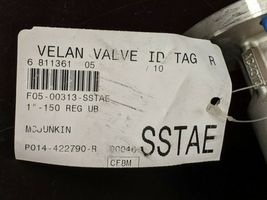 VELAN VALVE ID TAG R
6 811361 05 / 10
F05-00313-SSTAE
1"-150 REG UB
MCJUNKIN
SSTAE
P014-422790-R
CF8M